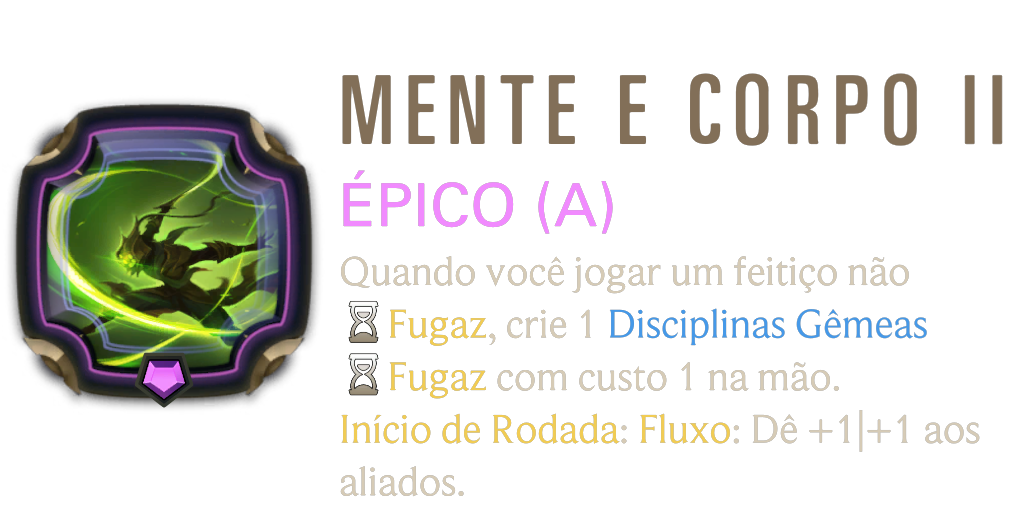 MENTE E CORPO II
ÉPICO (A)
Quando você jogar um feitiço não
Fugaz, crie 1 Disciplinas Gêmeas
Fugaz com custo 1 na mão.
Início de Rodada: Fluxo: Dê +1|+1 aos
aliados.